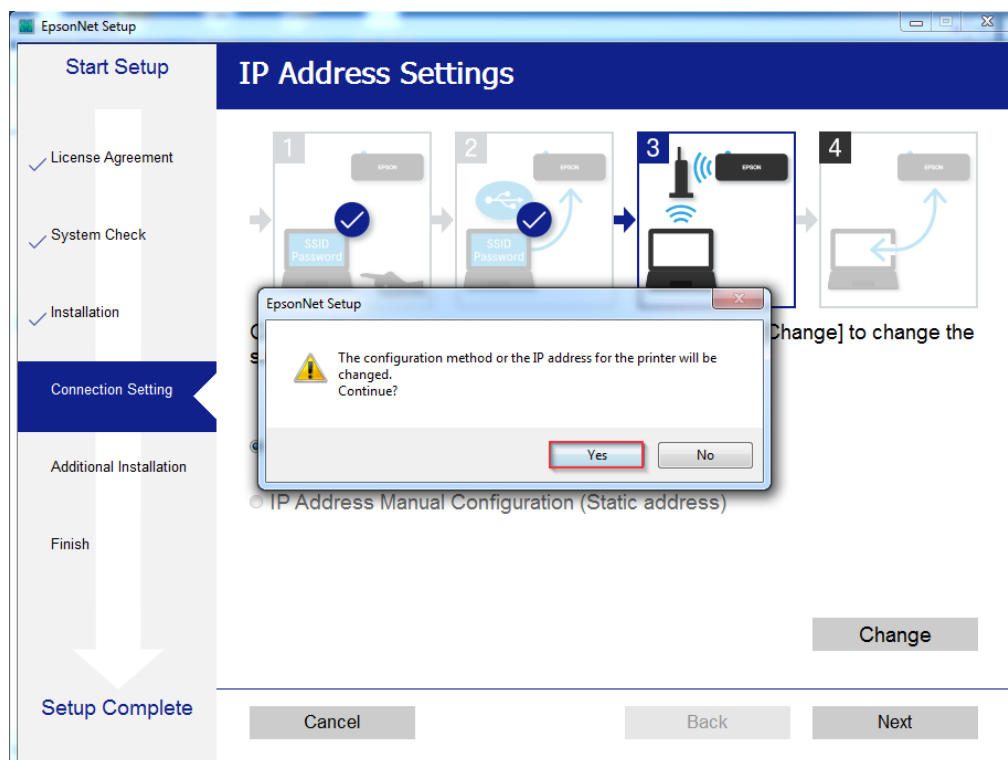 EpsonNet Setup
Start Setup
IP Address Settings
License Agreement
System Check
Installation
Connection Setting
Additional Installation
Finish
Setup Complete
1
EPSON
SSID
Password
2
EPSON
SSID
Password
3
EPSON
4
EPSON
Change] to change the
EpsonNet Setup
The configuration method or the IP address for the printer will be
changed.
Continue?
Yes
No
IP Address Manual Configuration (Static address)
Change
Cancel
Back
Next